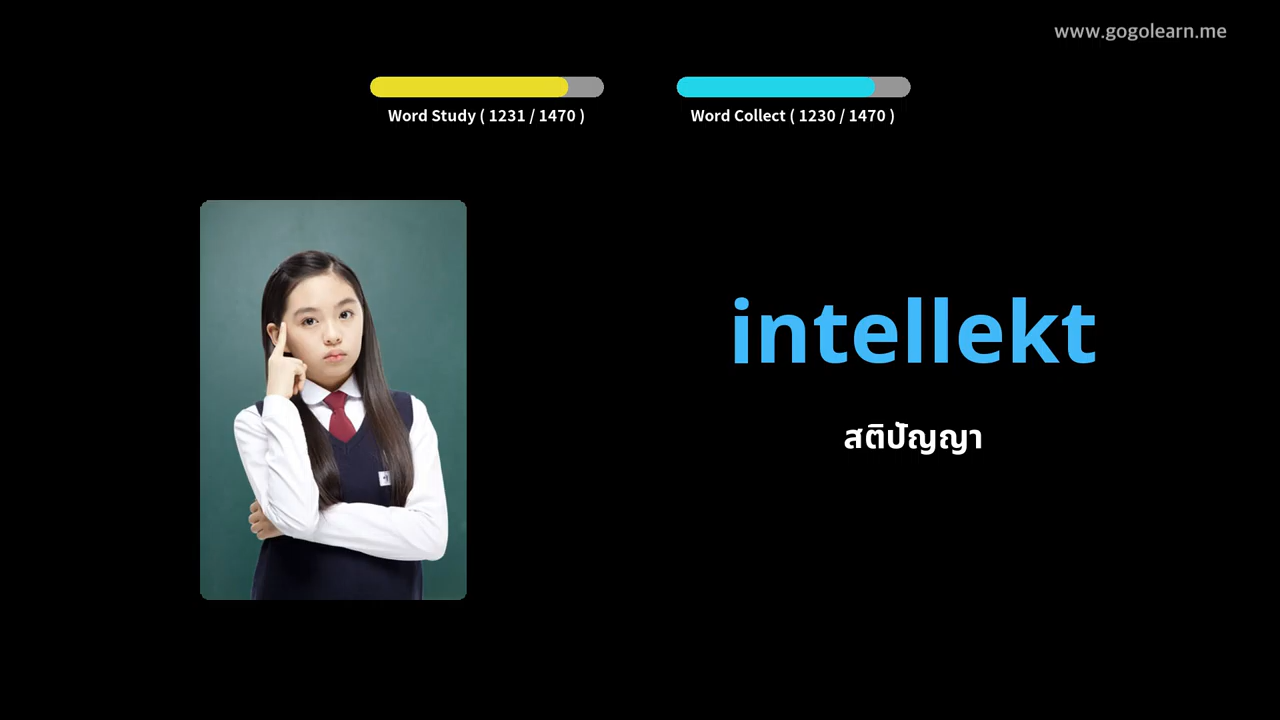 www.gogolearn.me
Word Study ( 1231 / 1470 )
Word Collect ( 1230 / 1470 )
intellekt
สติปัญญา